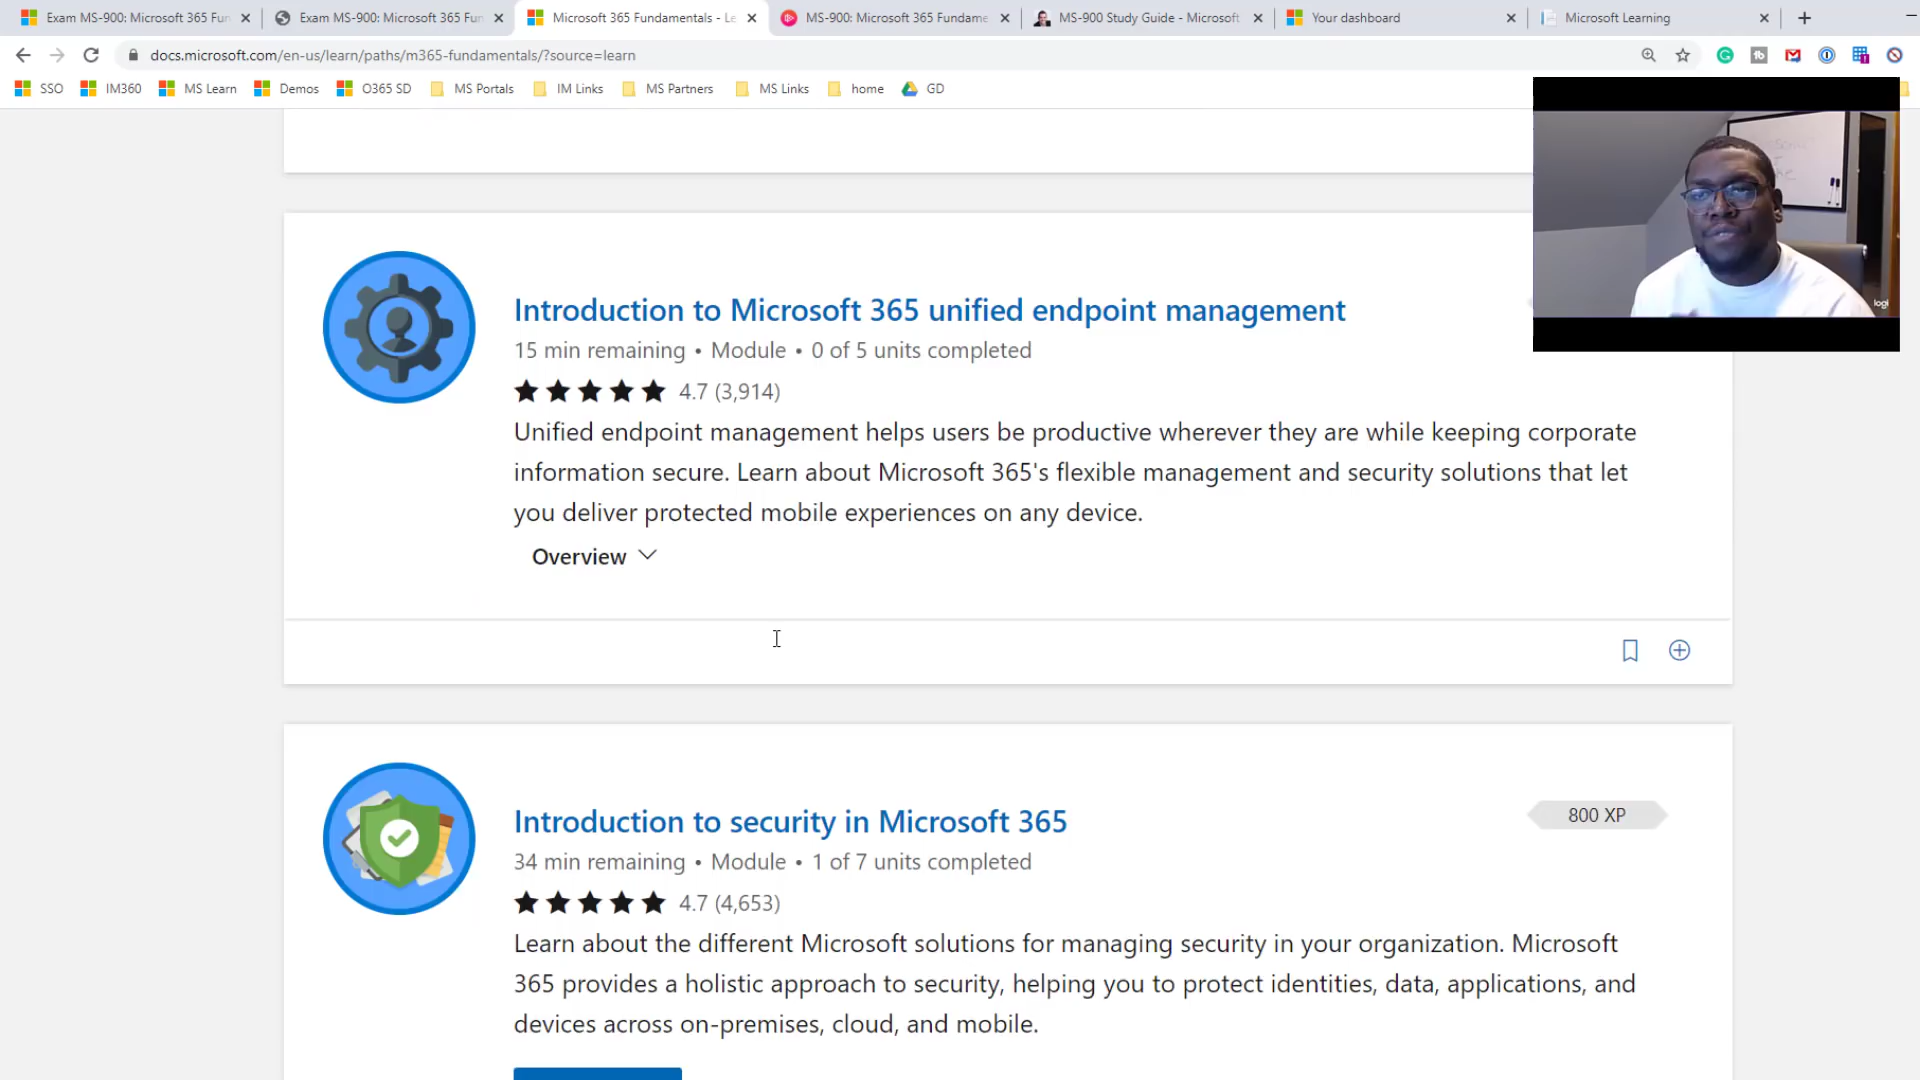 Exam MS-900: Microsoft 365 Fun
Exam MS-900: Microsoft 365 Fun
Microsoft 365 Fundamentals - Le
MS-900: Microsoft 365 Fundame
MS-900 Study Guide - Microsoft
Your dashboard
Microsoft Learning
docs.microsoft.com/en-us/learn/paths/m365-fundamentals/?source=learn
SSO IM360 MS Learn Demos O365 SD MS Portals IM Links MS Partners MS Links home GD
logi
Introduction to Microsoft 365 unified endpoint management
15 min remaining • Module • 0 of 5 units completed
4.7 (3,914)
Unified endpoint management helps users be productive wherever they are while keeping corporate
information secure. Learn about Microsoft 365's flexible management and security solutions that let
you deliver protected mobile experiences on any device.
Overview
Introduction to security in Microsoft 365
800 XP
34 min remaining • Module • 1 of 7 units completed
4.7 (4,653)
Learn about the different Microsoft solutions for managing security in your organization. Microsoft
365 provides a holistic approach to security, helping you to protect identities, data, applications, and
devices across on-premises, cloud, and mobile.